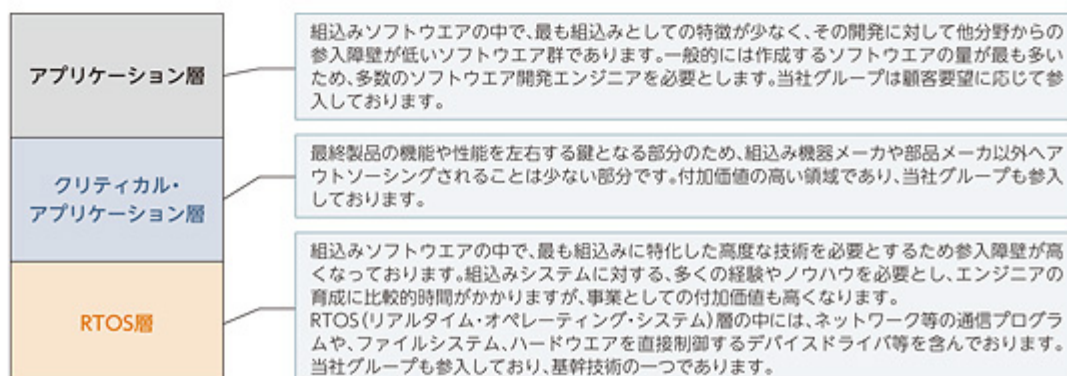 アプリケーション層
組込みソフトウエアの中で、最も組込みとしての特徴が少なく、その開発に対して他分野からの
参入障壁が低いソフトウエア群であります。一般的には作成するソフトウエアの量が最も多い
ため、多数のソフトウエア開発エンジニアを必要とします。当社グループは顧客要望に応じて参
入しております。
クリティカル・
アプリケーション層
最終製品の機能や性能を左右する鍵となる部分のため、組込み機器メーカや部品メーカ以外へア
ウトソーシングされることは少ない部分です。付加価値の高い領域であり、当社グループも参入
しております。
RTOS層
組込みソフトウエアの中で、最も組込みに特化した高度な技術を必要とするため参入障壁が高
くなっております。組込みシステムに対する、多くの経験やノウハウを必要とし、エンジニアの
育成に比較的時間がかかりますが、事業としての付加価値も高くなります。
RTOS(リアルタイム・オペレーティング・システム)層の中には、ネットワーク等の通信プログラ
ムや、ファイルシステム、ハードウエアを直接制御するデバイスドライバ等を含んでおります。
当社グループも参入しており、基幹技術の一つであります。